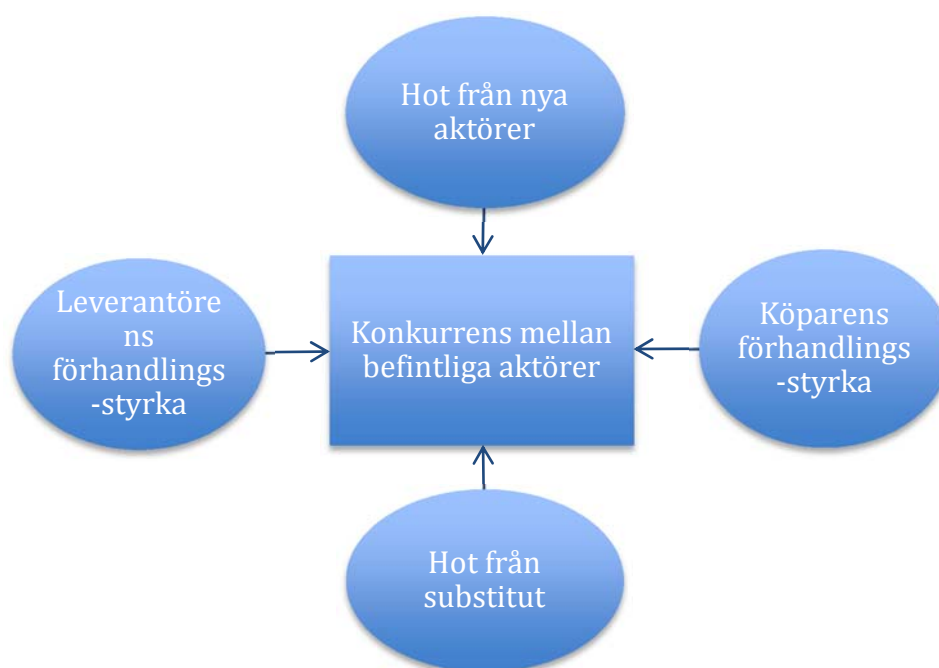 Hot från nya
aktörer
Leverantöre
ns
förhandlings
-styrka
Konkurrens mellan
befintliga aktörer
Köparens
förhandlings
-styrka
Hot från
substitut